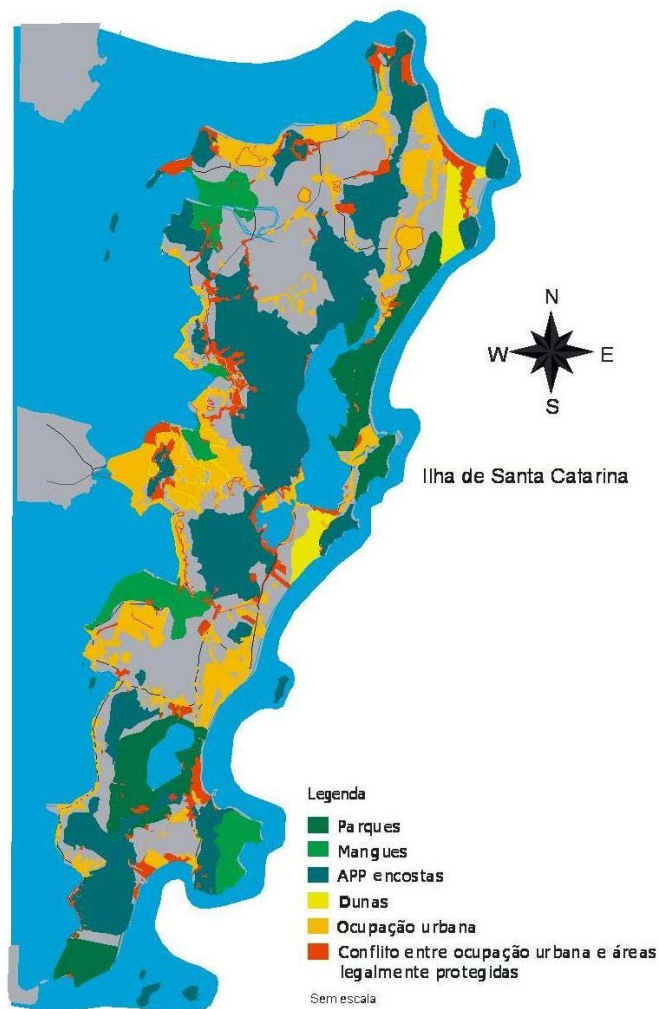 N
W E
S
Ilha de Santa Catarina
Legenda
Parques
Mangues
APP encostas
Dunas
Ocupação urbana
Conflito entre ocupação urbana e áreas
legalmente protegidas
Sem escala